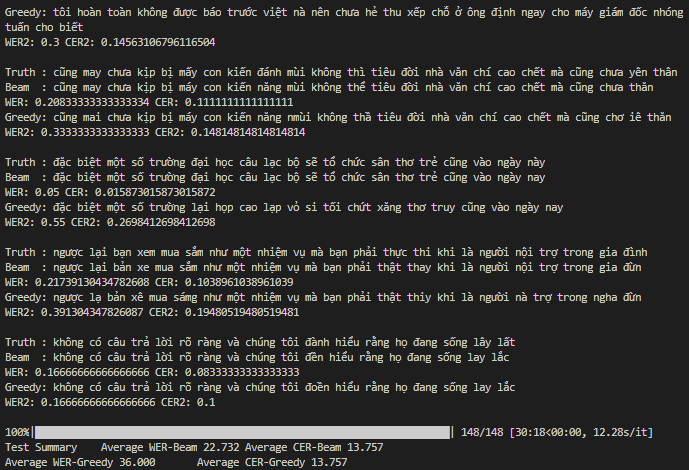 Greedy: tôi hoàn toàn không được báo trước việt nà nên chưa hẻ thu xếp chỗ ở ông định ngay cho máy giám đốc nhóng
tuấn cho biết
WER2: 0.3 CER2: 0.14563106796116504
Truth : cũng may chưa kịp bị mấy con kiến đánh mùi không thì tiêu đời nhà văn chí cao chết mà cũng chưa yên thân
Beam  : cũng may chưa kịp bị máy con kiến năng mùi không thể tiêu đời nhà văn chí cao chết mà cũng chưa thăn
WER: 0.20833333333333334 CER: 0.1111111111111111
Greedy: cũng mai chưa kịp bị máy con kiến năng nmùi không thầ tiêu đời nhà văn chí cao chết mà cũng chơ iê thăn
WER2: 0.3333333333333333 CER2: 0.14814814814814814
Truth : đặc biệt một số trường đại học câu lạc bộ sẽ tổ chức sân thơ trẻ cũng vào ngày này
Beam  : đặc biệt một số trường đại học câu lạc bộ sẽ tổ chức sân thơ trẻ cũng vào ngày nay
WER: 0.05 CER: 0.015873015873015872
Greedy: đặc biệt một số trường lại họp cao lạp vỏ si tối chứt xăng thơ truy cũng vào ngày nay
WER2: 0.55 CER2: 0.2698412698412698
Truth : ngược lại bạn xem mua sắm như một nhiệm vụ mà bạn phải thực thi khi là người nội trợ trong gia đình
Beam  : ngược lại bản xe mua sắm như một nhiệm vụ mà bạn phải thật thay khi là người nội trợ trong gia đừn
WER: 0.21739130434782608 CER: 0.1038961038961039
Greedy: ngược lạ bản xê mua sámg như một nhiệm vụ mà bạn phải thật thiy khi là người nà trợ trong ngha đừn
WER2: 0.391304347826087 CER2: 0.19480519480519481
Truth : không có câu trả lời rõ ràng và chúng tôi đành hiểu rằng họ đang sống lây lất
Beam  : không có câu trả lời rõ ràng và chúng tôi đền hiểu rằng họ đang sống lay lắc
WER: 0.16666666666666666 CER: 0.08333333333333333
Greedy: không có câu trả lời rõ ràng và chúng tôi đoền hiểu rằng họ đang sống lay lắc
WER2: 0.16666666666666666 CER2: 0.1
100%| | 148/148 [30:18<00:00, 12.28s/it]
Test Summary    Average WER-Beam 22.732 Average CER-Beam 13.757
Average WER-Greedy 36.000       Average CER-Greedy 13.757